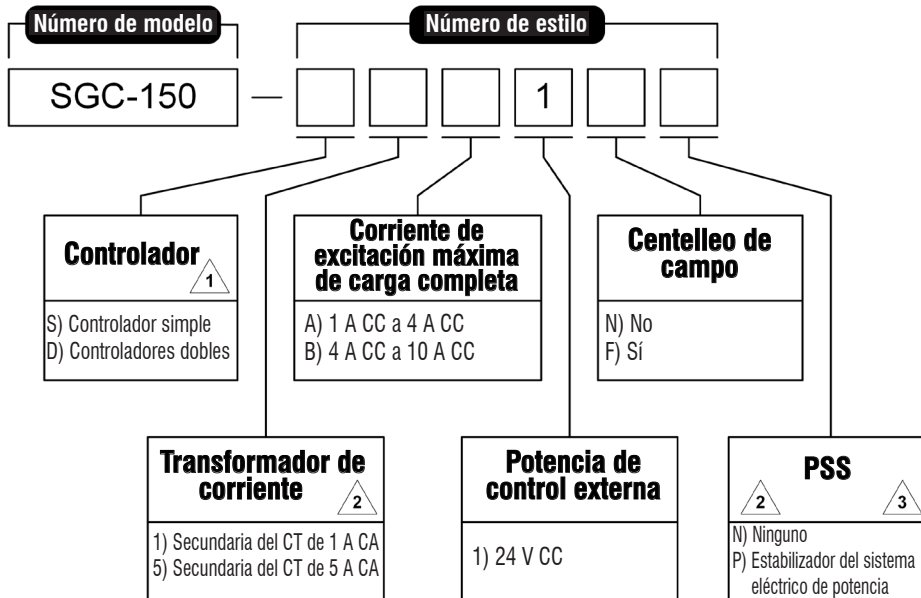 Número de modelo
Número de estilo
SGC-150 — 1
Controlador
1
S) Controlador simple
D) Controladores dobles
Corriente de
excitación máxima
de carga completa
A) 1 A CC a 4 A CC
B) 4 A CC a 10 A CC
Centelleo de
campo
N) No
F) Sí
Transformador de
corriente
2
1) Secundaria del CT de 1 A CA
5) Secundaria del CT de 5 A CA
Potencia de
control externa
1) 24 V CC
PSS
2
3
N) Ninguno
P) Estabilizador del sistema
eléctrico de potencia